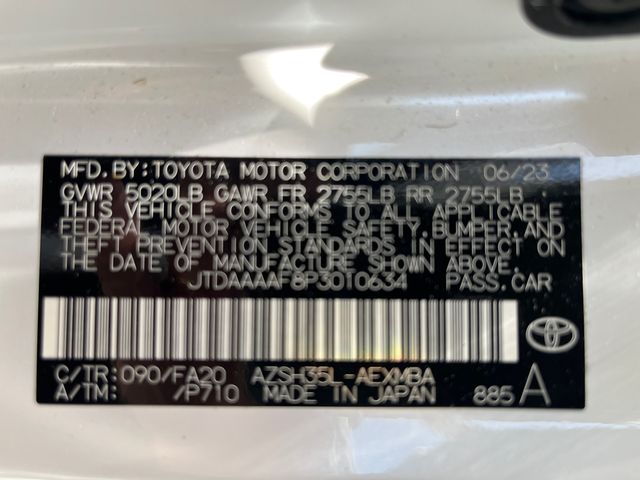 MFD.BY:TOYOTA MOTOR CORPORATION 06/23
GVWR 5020LB GAWR FR 2755LB RR 2755LB
THIS VEHICLE CONFORMS TO ALL APPLICABLE
FEDERAL MOTOR VEHICLE SAFETY,BUMPER,AND
THEFT PREVENTION STANDARDS IN EFFECT ON
THE DATE OF MANUFACTURE SHOWN ABOVE.
JTDAAAAF8P3010634 PASS.CAR
C/TR:090/FA20 AZSH35L-AEXMBA
A/TM: /P710 MADE IN JAPAN 885 A